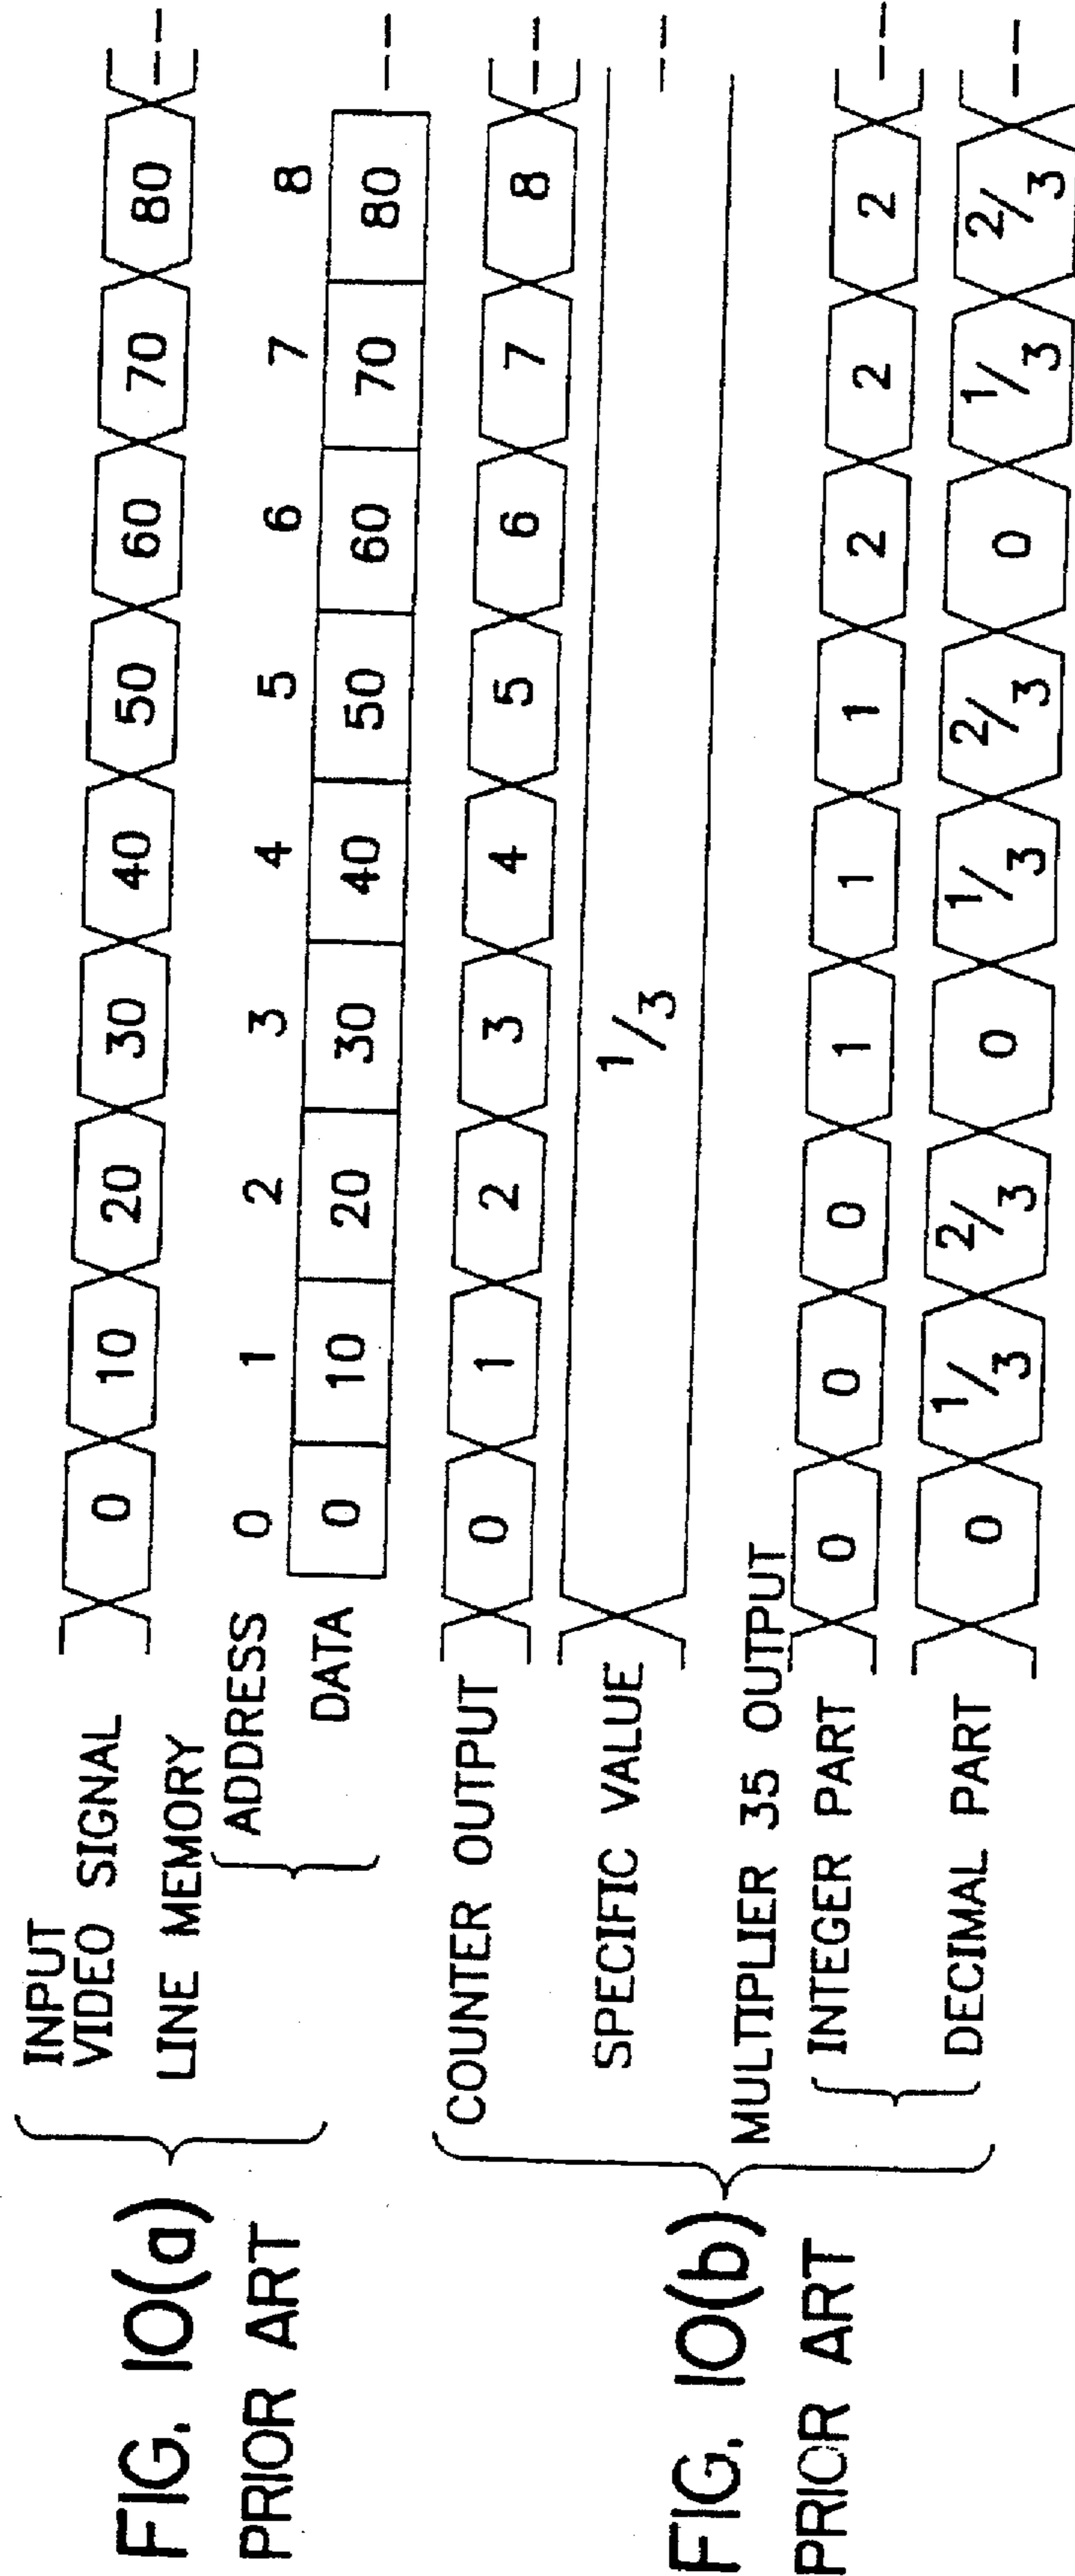 FIG. 10(a)
PRIOR ART
INPUT
VIDEO SIGNAL
0 10 20 30 40 50 60 70 80
LINE MEMORY
ADDRESS 0 1 2 3 4 5 6 7 8
DATA 0 10 20 30 40 50 60 70 80
FIG. 10(b)
PRIOR ART
COUNTER OUTPUT 0 1 2 3 4 5 6 7 8
SPECIFIC VALUE 1/3
MULTIPLIER 35 OUTPUT
INTEGER PART 0 0 0 1 1 1 2 2 2
DECIMAL PART 0 1/3 2/3 0 1/3 2/3 0 1/3 2/3